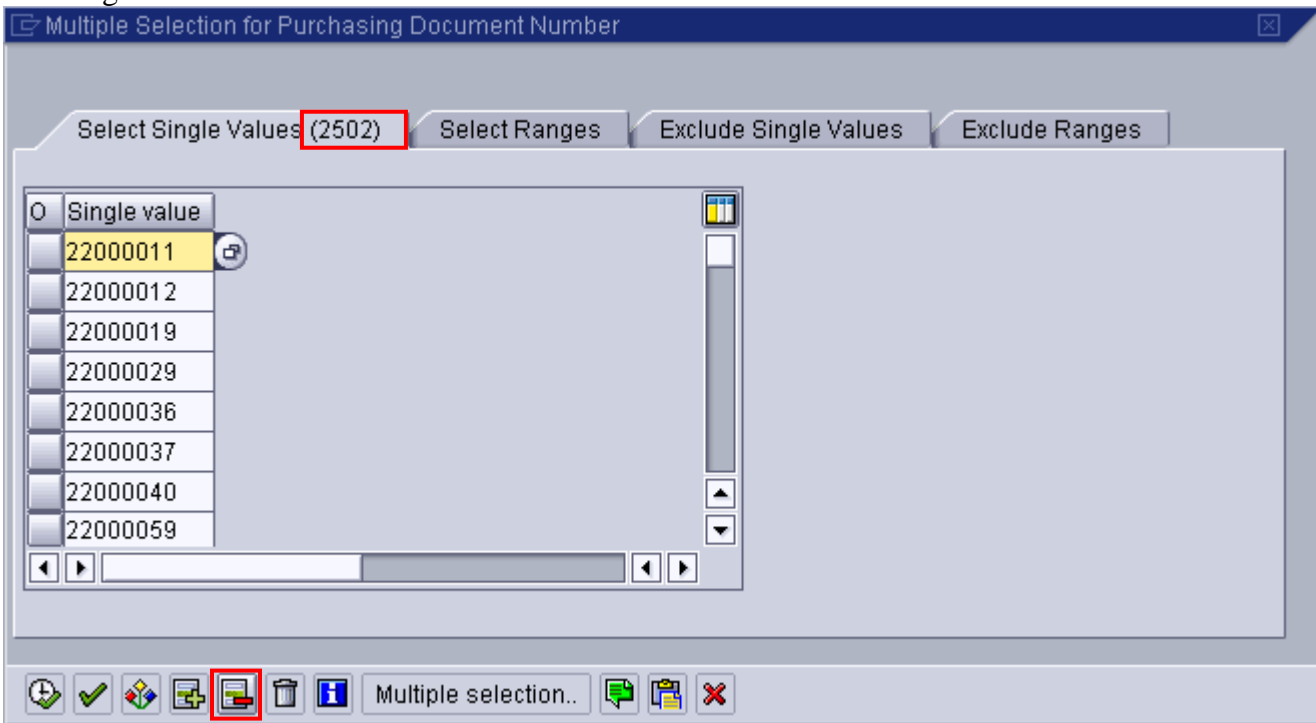 Multiple Selection for Purchasing Document Number
Select Single Values (2502) Select Ranges Exclude Single Values Exclude Ranges
O Single value
22000011
22000012
22000019
22000029
22000036
22000037
22000040
22000059
Multiple selection..